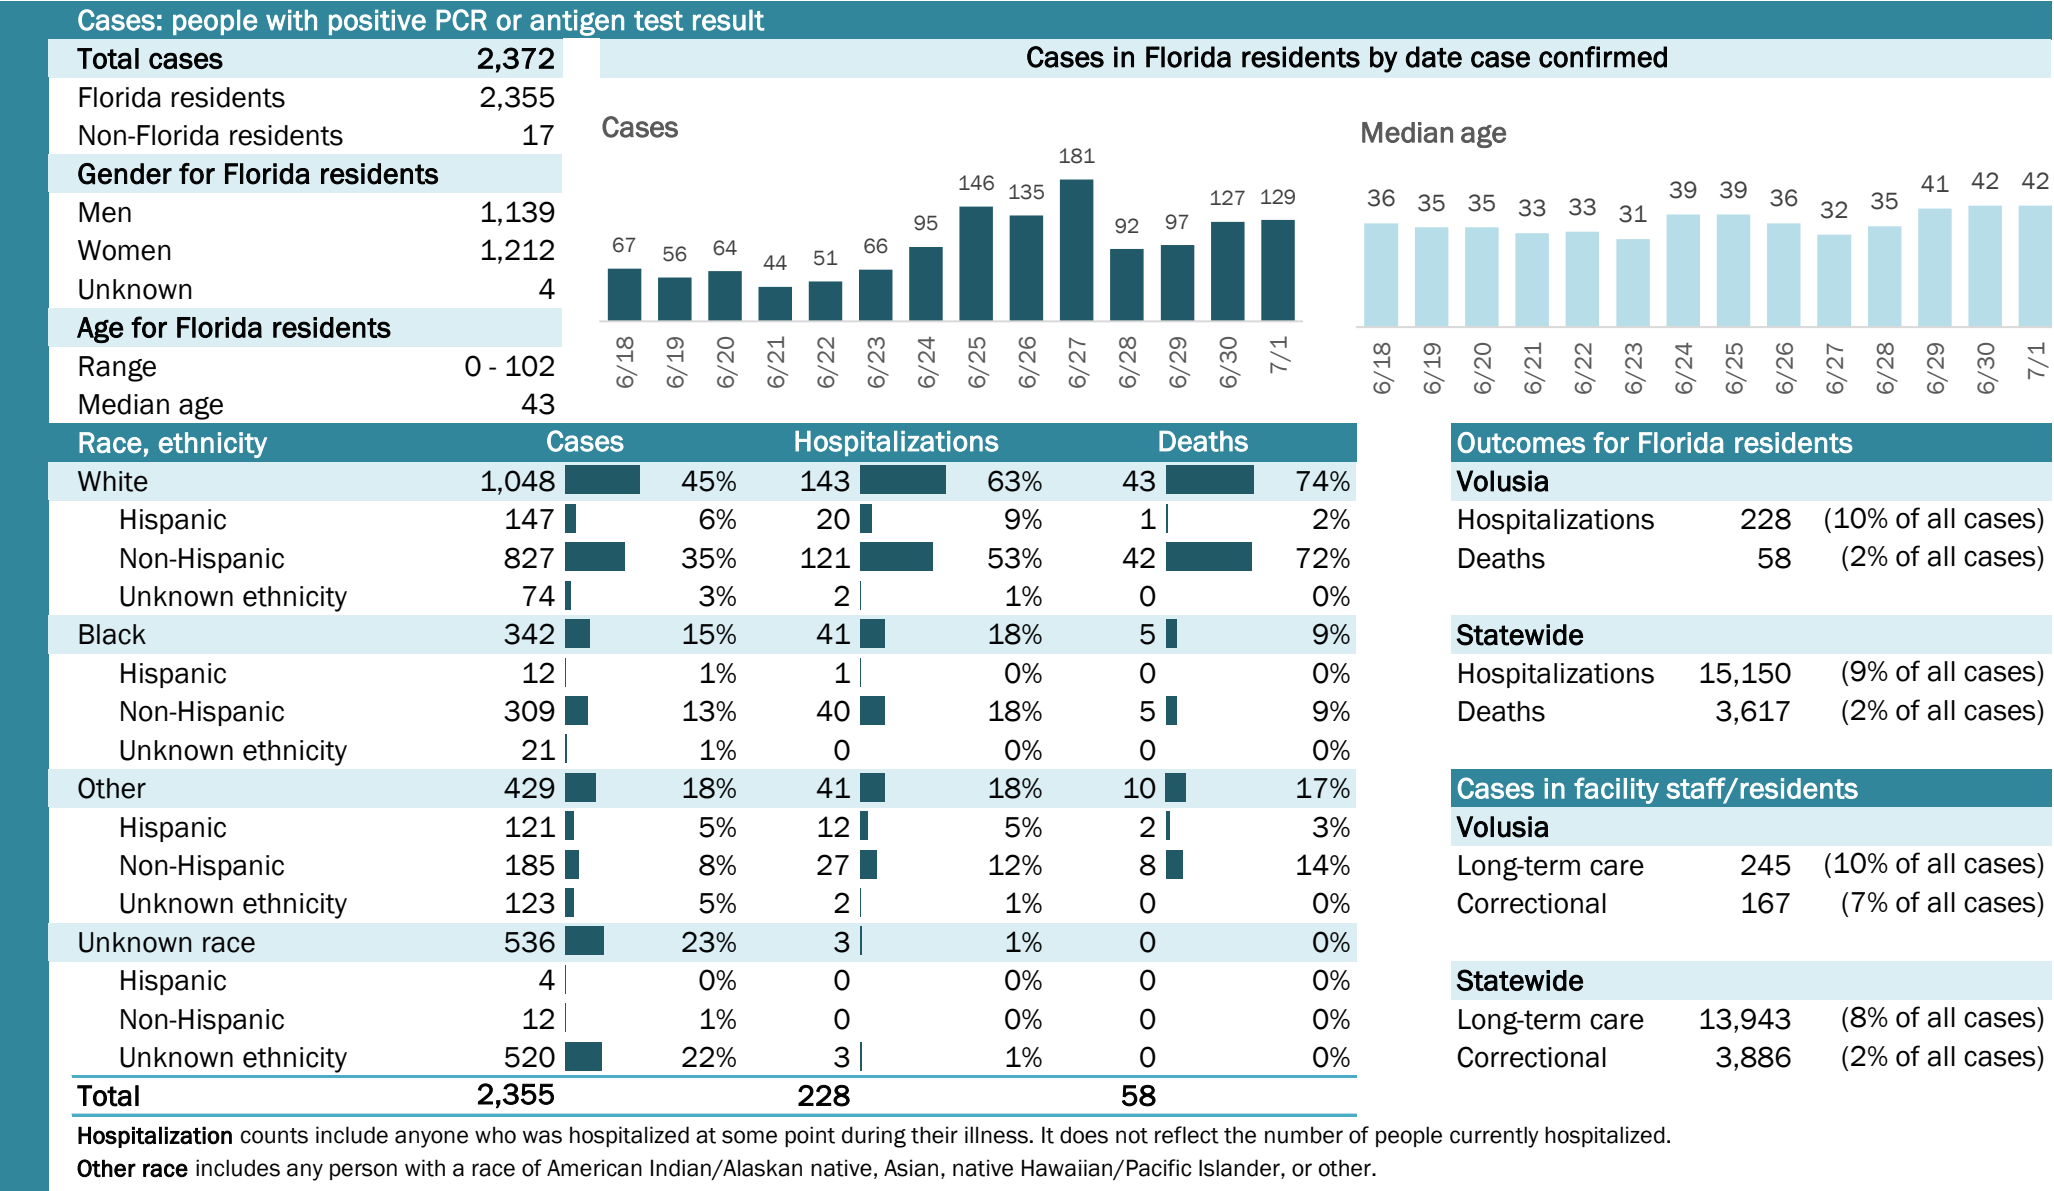 Cases: people with positive PCR or antigen test result
Total cases 2,372
Florida residents 2,355
Non-Florida residents 17
Gender for Florida residents
Men 1,139
Women 1,212
Unknown 4
Age for Florida residents
Range 0 - 102
Median age 43
Cases in Florida residents by date case confirmed
Cases
67 56 64 44 51 66 95 146 135 181 92 97 127 129
6/18 6/19 6/20 6/21 6/22 6/23 6/24 6/25 6/26 6/27 6/28 6/29 6/30 7/1
Median age
36 35 35 33 33 31 39 39 36 32 35 41 42 42
6/18 6/19 6/20 6/21 6/22 6/23 6/24 6/25 6/26 6/27 6/28 6/29 6/30 7/1
Race, ethnicity Cases Hospitalizations Deaths
White 1,048 45% 143 63% 43 74%
Hispanic 147 6% 20 9% 1 2%
Non-Hispanic 827 35% 121 53% 42 72%
Unknown ethnicity 74 3% 2 1% 0 0%
Black 342 15% 41 18% 5 9%
Hispanic 12 1% 1 0% 0 0%
Non-Hispanic 309 13% 40 18% 5 9%
Unknown ethnicity 21 1% 0 0% 0 0%
Other 429 18% 41 18% 10 17%
Hispanic 121 5% 12 5% 2 3%
Non-Hispanic 185 8% 27 12% 8 14%
Unknown ethnicity 123 5% 2 1% 0 0%
Unknown race 536 23% 3 1% 0 0%
Hispanic 4 0% 0 0% 0 0%
Non-Hispanic 12 1% 0 0% 0 0%
Unknown ethnicity 520 22% 3 1% 0 0%
Total 2,355 228 58
Outcomes for Florida residents
Volusia
Hospitalizations 228 (10% of all cases)
Deaths 58 (2% of all cases)
Statewide
Hospitalizations 15,150 (9% of all cases)
Deaths 3,617 (2% of all cases)
Cases in facility staff/residents
Volusia
Long-term care 245 (10% of all cases)
Correctional 167 (7% of all cases)
Statewide
Long-term care 13,943 (8% of all cases)
Correctional 3,886 (2% of all cases)
Hospitalization counts include anyone who was hospitalized at some point during their illness. It does not reflect the number of people currently hospitalized.
Other race includes any person with a race of American Indian/Alaskan native, Asian, native Hawaiian/Pacific Islander, or other.